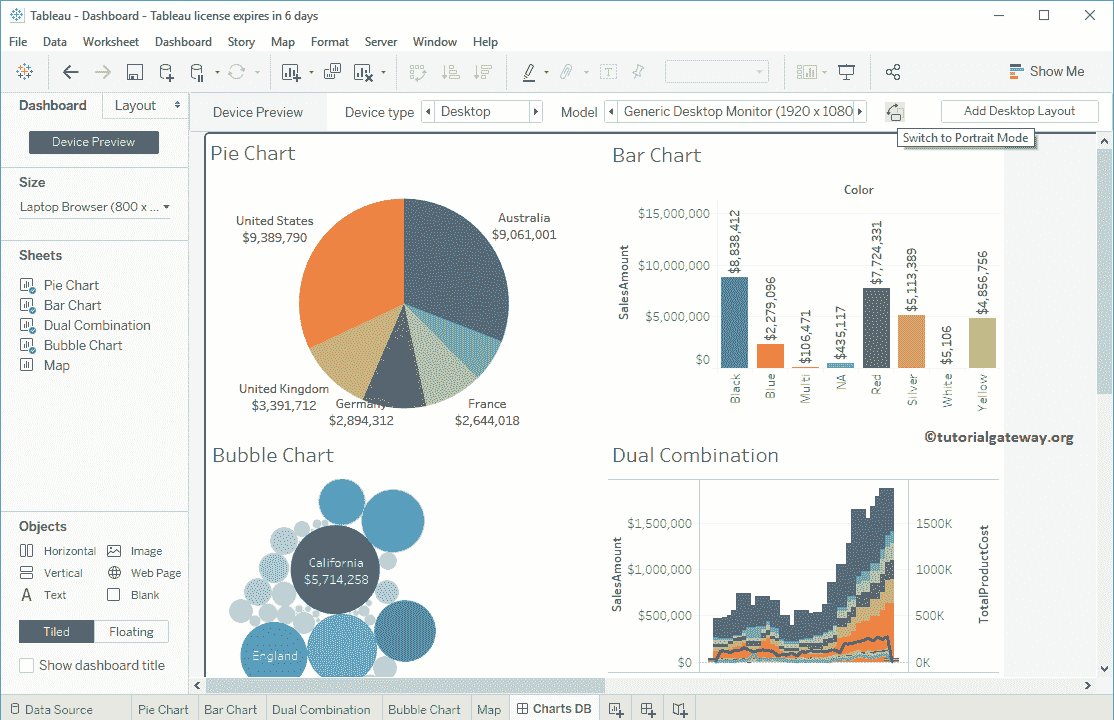 Tableau - Dashboard - Tableau license expires in 6 days
File Data Worksheet Dashboard Story Map Format Server Window Help
Show Me
Dashboard Layout
Device Preview Device type Desktop Model Generic Desktop Monitor (1920 x 1080 Add Desktop Layout
Switch to Portrait Mode
Device Preview
Size
Laptop Browser (800 x ...
Sheets
Pie Chart
Bar Chart
Dual Combination
Bubble Chart
Map
Objects
Horizontal Image
Vertical Web Page
A Text Blank
Tiled Floating
Show dashboard title
Pie Chart
United States
$9,389,790
Australia
$9,061,001
United Kingdom
$3,391,712
Germany
$2,894,312
France
$2,644,018
Bar Chart
Color
SalesAmount
$15,000,000
$10,000,000
$5,000,000
$0
$8,838,412
$2,279,096
$106,471
$435,117
$7,724,331
$5,113,389
$5,106
$4,856,756
Black
Blue
Multi
NA
Red
Silver
White
Yellow
©tutorialgateway.org
Bubble Chart
California
$5,714,258
England
Dual Combination
SalesAmount
$1,500,000
$1,000,000
$500,000
$0
1500K
1000K
500K
0K
TotalProductCost
Data Source Pie Chart Bar Chart Dual Combination Bubble Chart Map Charts DB